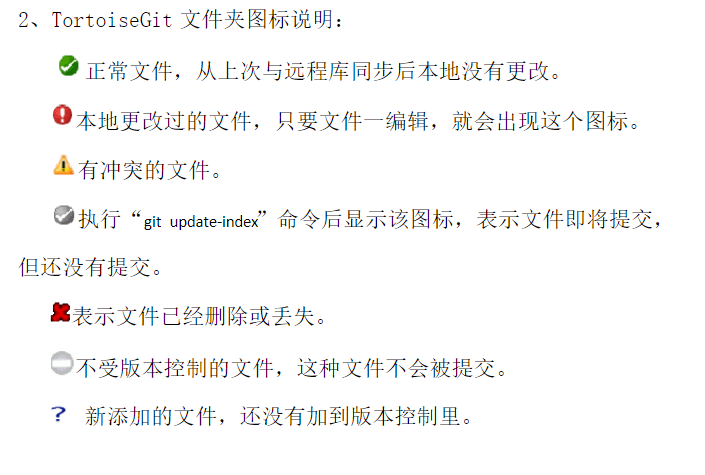 2、TortoiseGit 文件夹图标说明：
正常文件，从上次与远程库同步后本地没有更改。
本地更改过的文件，只要文件一编辑，就会出现这个图标。
有冲突的文件。
执行“git update-index”命令后显示该图标，表示文件即将提交，
但还没有提交。
表示文件已经删除或丢失。
不受版本控制的文件，这种文件不会被提交。
? 新添加的文件，还没有加到版本控制里。